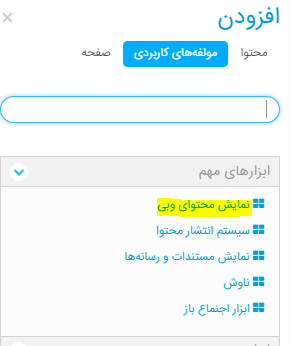 افزودن
محتوا مولفه‌های کاربردی صفحه
ابزارهای مهم
نمایش محتوای وبی
سیستم انتشار محتوا
نمایش مستندات و رسانه‌ها
ناوش
ابزار اجتماع باز